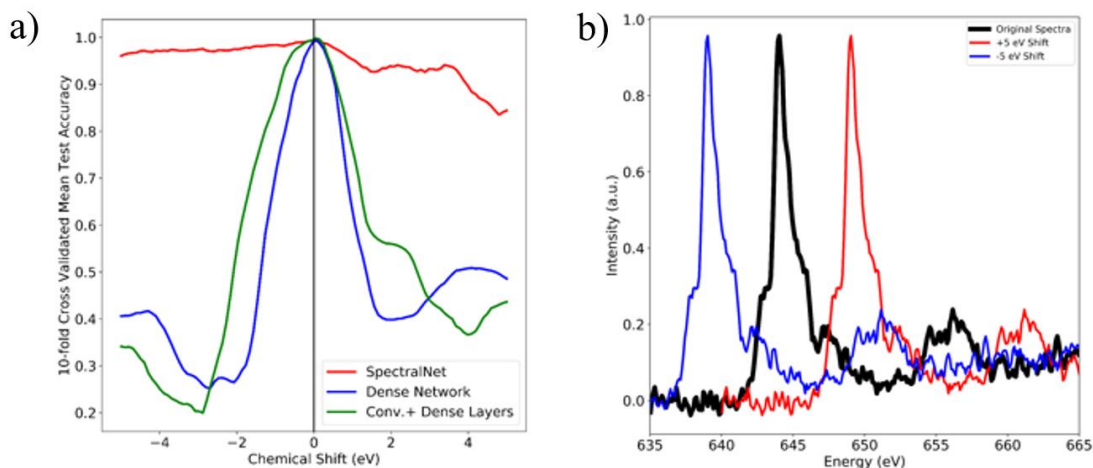 a)
10-fold Cross Validated Mean Test Accuracy
1.0
0.9
0.8
0.7
0.6
0.5
0.4
0.3
0.2
−4
−2
0
2
4
Chemical Shift (eV)
SpectralNet
Dense Network
Conv.+ Dense Layers
b)
Intensity (a.u.)
1.0
0.8
0.6
0.4
0.2
0.0
635
640
645
650
655
660
665
Energy (eV)
Original Spectra
+5 eV Shift
-5 eV Shift